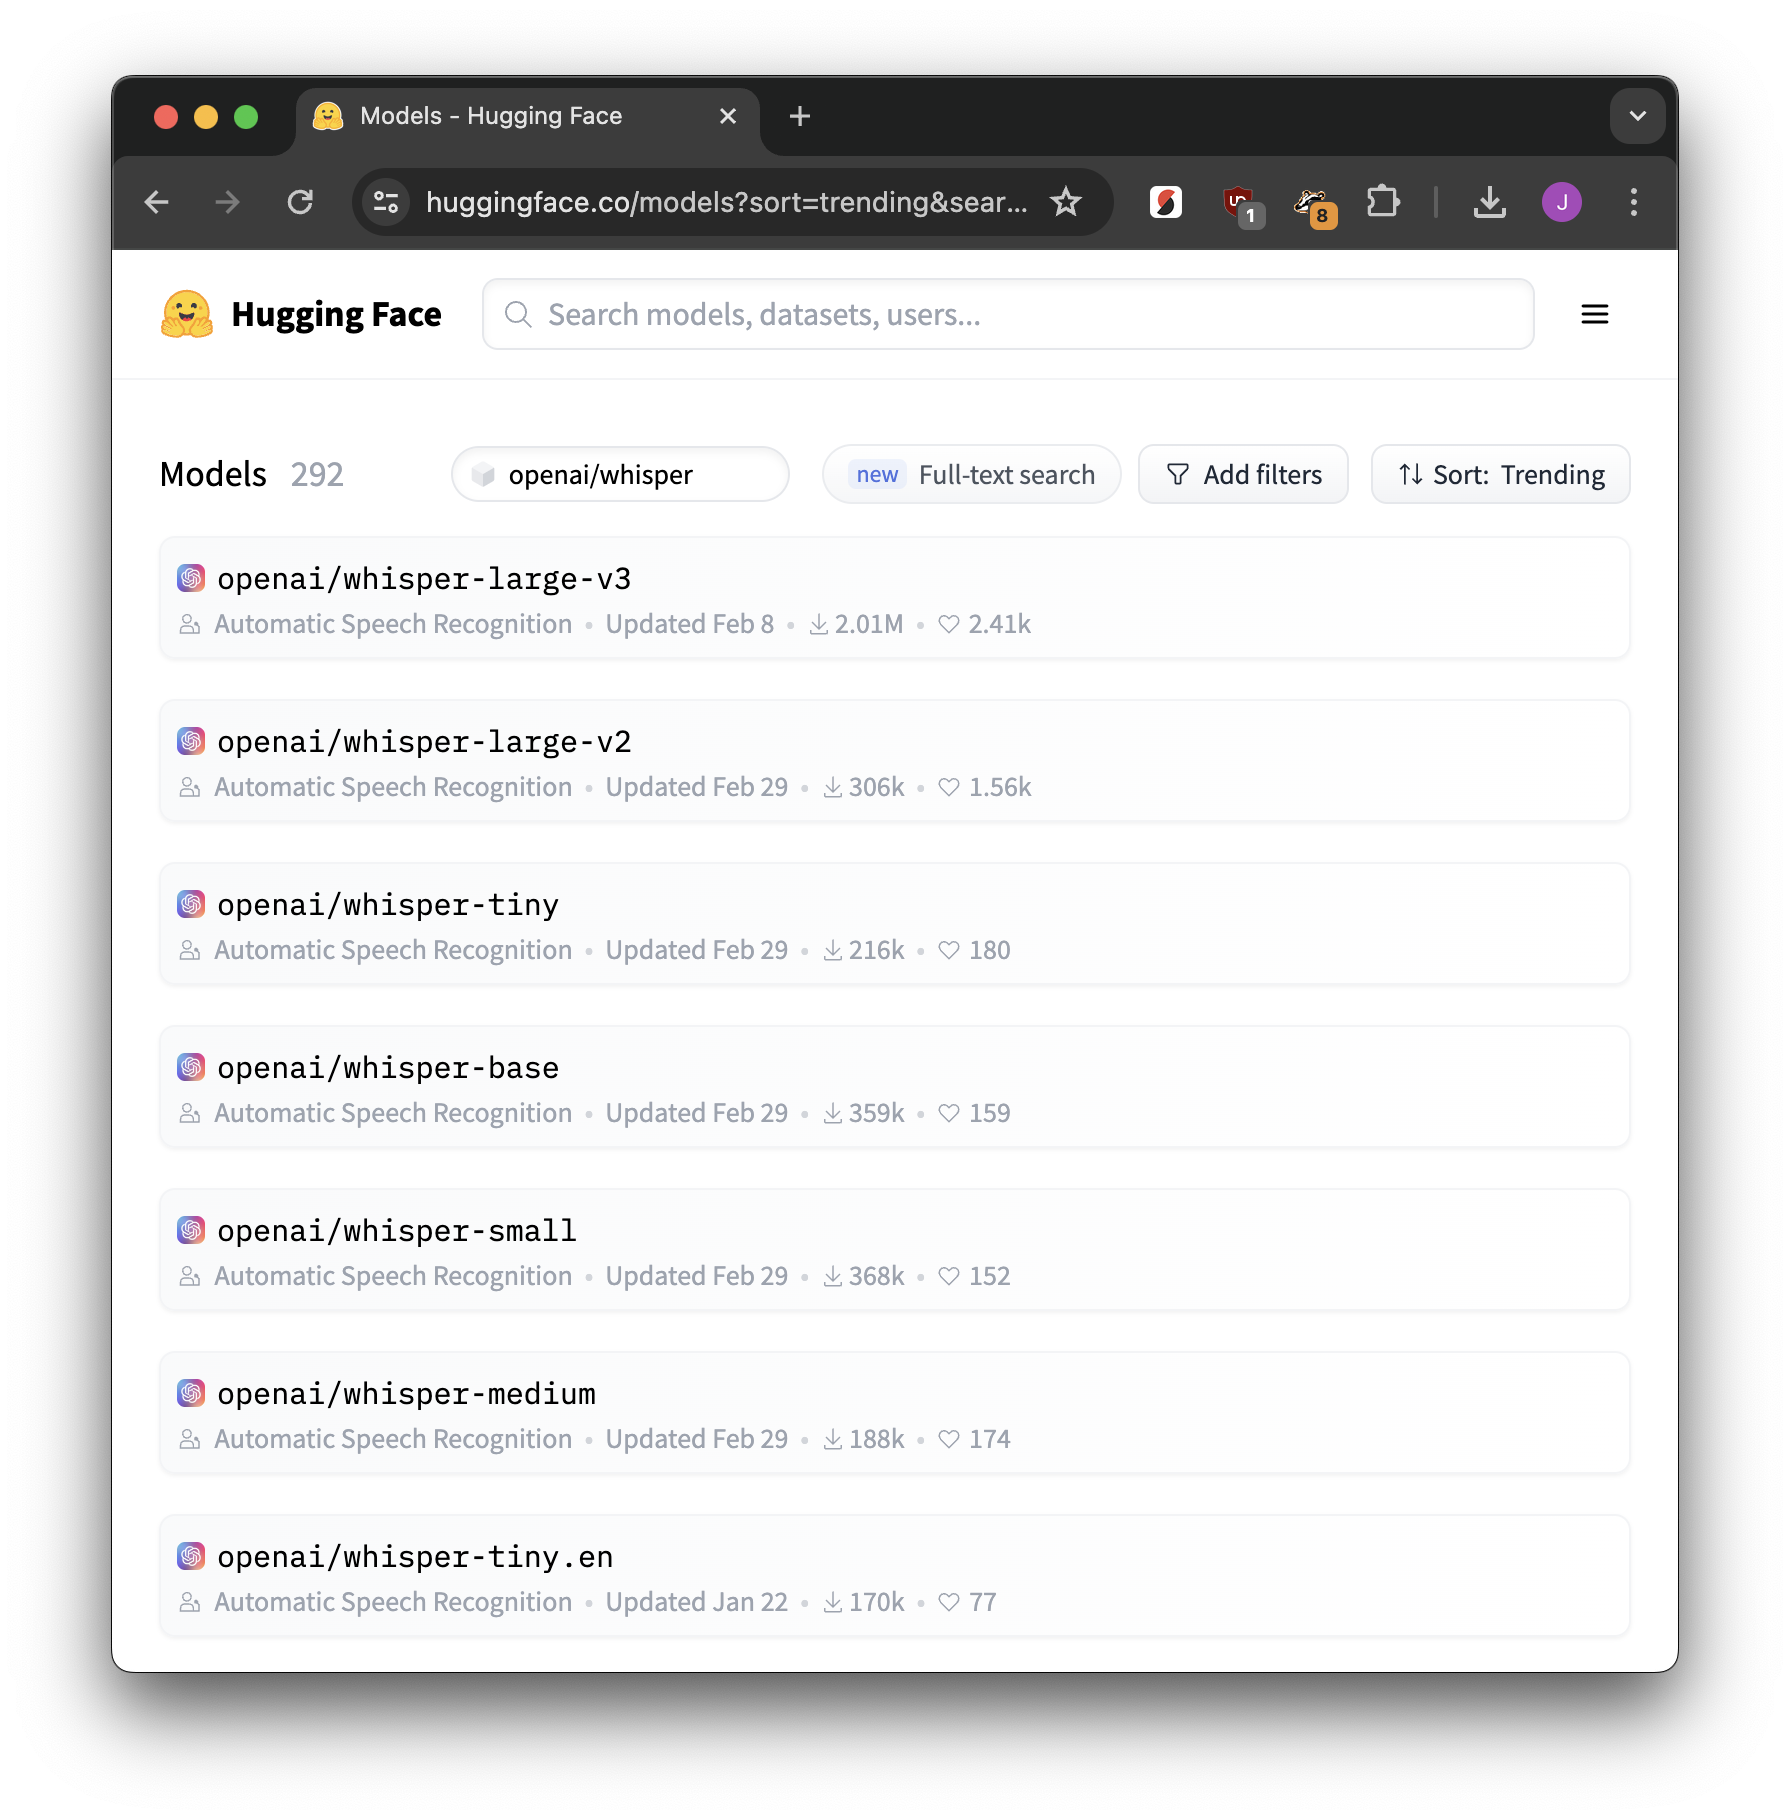 Models - Hugging Face
huggingface.co/models?sort=trending&sear...
1
8
J
Hugging Face
Search models, datasets, users...
Models 292
openai/whisper
new Full-text search
Add filters
Sort: Trending
openai/whisper-large-v3
Automatic Speech Recognition • Updated Feb 8 • 2.01M • 2.41k
openai/whisper-large-v2
Automatic Speech Recognition • Updated Feb 29 • 306k • 1.56k
openai/whisper-tiny
Automatic Speech Recognition • Updated Feb 29 • 216k • 180
openai/whisper-base
Automatic Speech Recognition • Updated Feb 29 • 359k • 159
openai/whisper-small
Automatic Speech Recognition • Updated Feb 29 • 368k • 152
openai/whisper-medium
Automatic Speech Recognition • Updated Feb 29 • 188k • 174
openai/whisper-tiny.en
Automatic Speech Recognition • Updated Jan 22 • 170k • 77